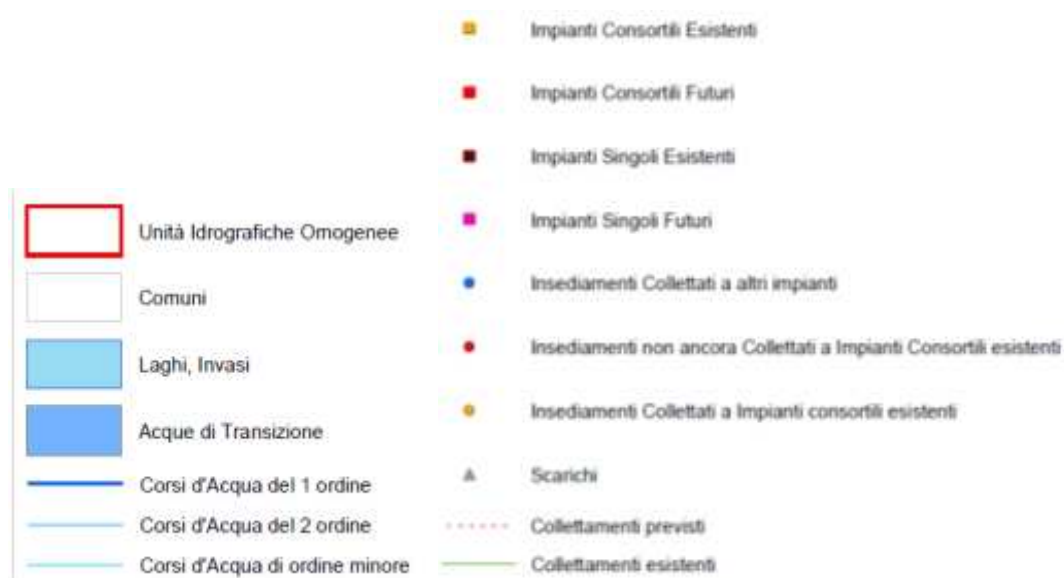 Unità Idrografiche Omogenee
Comuni
Laghi, Invasi
Acque di Transizione
Corsi d'Acqua del 1 ordine
Corsi d'Acqua del 2 ordine
Corsi d'Acqua di ordine minore
Impianti Consortili Esistenti
Impianti Consortili Futuri
Impianti Singoli Esistenti
Impianti Singoli Futuri
Insediamenti Collettati a altri impianti
Insediamenti non ancora Collettati a Impianti Consortili esistenti
Insediamenti Collettati a Impianti consortili esistenti
Scarichi
Collettamenti previsti
Collettamenti esistenti